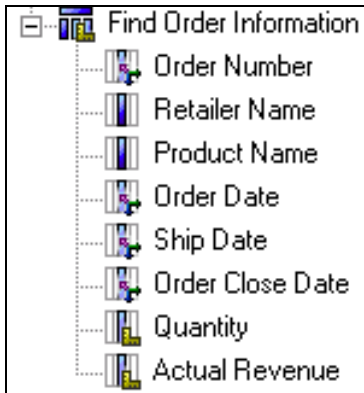 Find Order Information
Order Number
Retailer Name
Product Name
Order Date
Ship Date
Order Close Date
Quantity
Actual Revenue